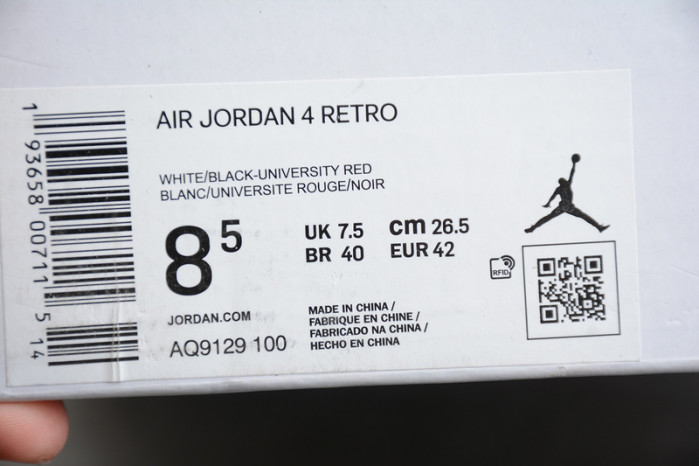 AIR JORDAN 4 RETRO
WHITE/BLACK-UNIVERSITY RED
BLANC/UNIVERSITE ROUGE/NOIR
8 5
UK 7.5 cm 26.5
BR 40 EUR 42
RFID
JORDAN.COM
AQ9129 100
MADE IN CHINA /
FABRIQUE EN CHINE /
FABRICADO NA CHINA /
HECHO EN CHINA
1 93658 00711 5 14